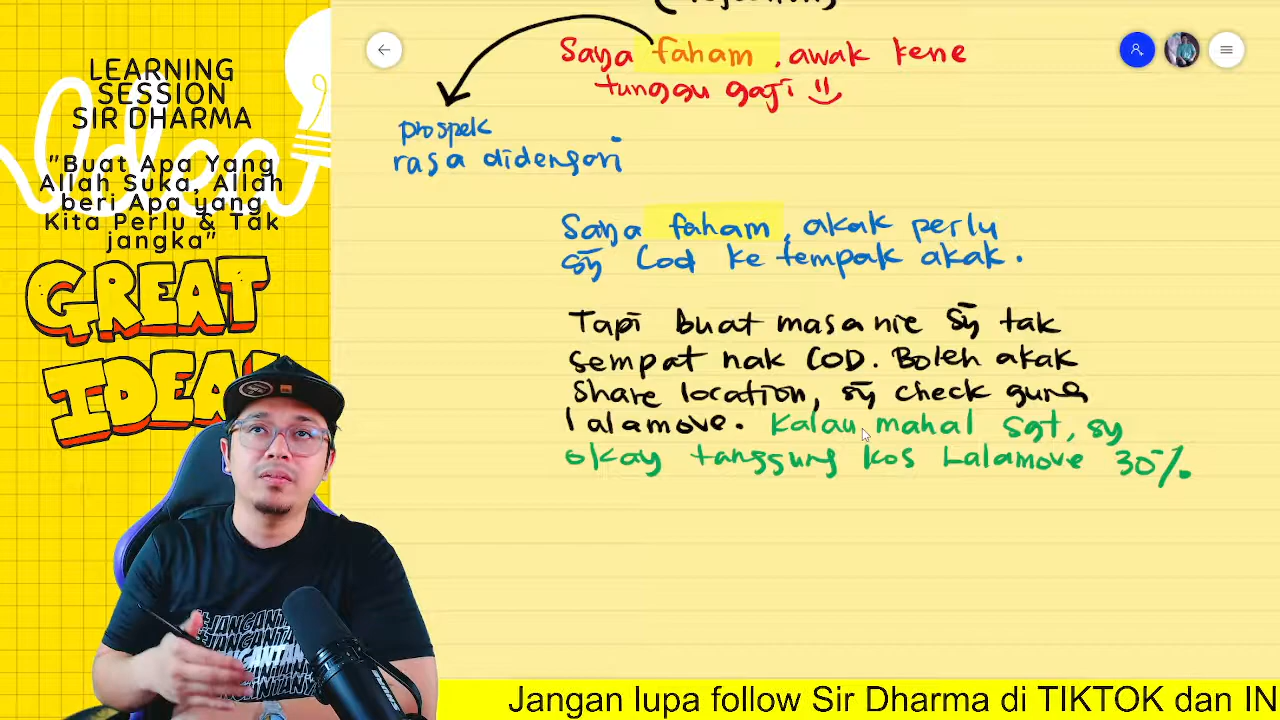 LEARNING
SESSION
SIR DHARMA
"Buat Apa Yang
Allah Suka, Allah
beri Apa yang
Kita Perlu & Tak
jangka"
GREAT
IDEA
Saya faham, awak kene
tunggu gaji
prospek
rasa didengari
Saya faham, akak perlu
sy Cod ke tempak akak.
Tapi buat masa nie sy tak
sempat nak COD. Boleh akak
Share location, sy check guna
lalamove. Kalau mahal sgt, sy
okay tanggung kos Lalamove 30%
Jangan lupa follow Sir Dharma di TIKTOK dan IN